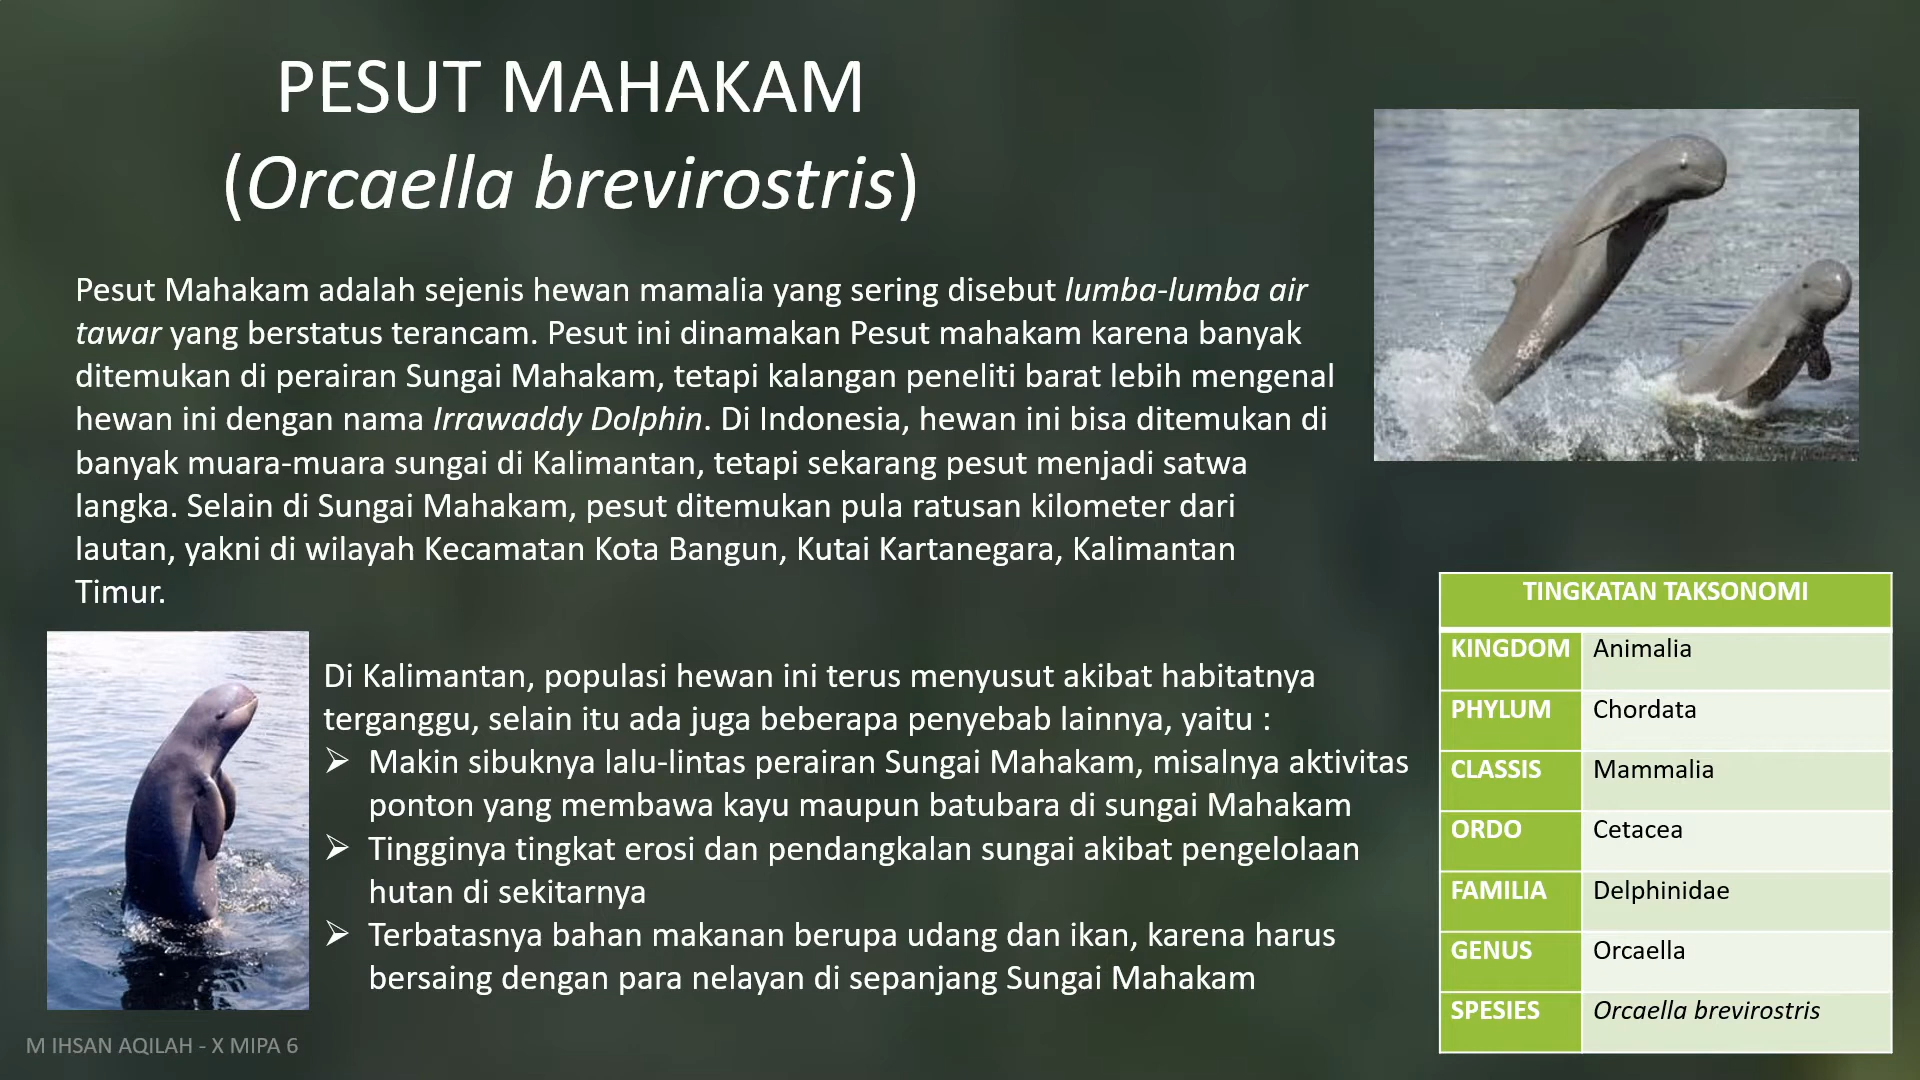 PESUT MAHAKAM
(Orcaella brevirostris)
Pesut Mahakam adalah sejenis hewan mamalia yang sering disebut lumba-lumba air
tawar yang berstatus terancam. Pesut ini dinamakan Pesut mahakam karena banyak
ditemukan di perairan Sungai Mahakam, tetapi kalangan peneliti barat lebih mengenal
hewan ini dengan nama Irrawaddy Dolphin. Di Indonesia, hewan ini bisa ditemukan di
banyak muara-muara sungai di Kalimantan, tetapi sekarang pesut menjadi satwa
langka. Selain di Sungai Mahakam, pesut ditemukan pula ratusan kilometer dari
lautan, yakni di wilayah Kecamatan Kota Bangun, Kutai Kartanegara, Kalimantan
Timur.
Di Kalimantan, populasi hewan ini terus menyusut akibat habitatnya
terganggu, selain itu ada juga beberapa penyebab lainnya, yaitu :
➢ Makin sibuknya lalu-lintas perairan Sungai Mahakam, misalnya aktivitas
ponton yang membawa kayu maupun batubara di sungai Mahakam
➢ Tingginya tingkat erosi dan pendangkalan sungai akibat pengelolaan
hutan di sekitarnya
➢ Terbatasnya bahan makanan berupa udang dan ikan, karena harus
bersaing dengan para nelayan di sepanjang Sungai Mahakam
TINGKATAN TAKSONOMI
KINGDOM Animalia
PHYLUM Chordata
CLASSIS Mammalia
ORDO Cetacea
FAMILIA Delphinidae
GENUS Orcaella
SPESIES Orcaella brevirostris
M IHSAN AQILAH - X MIPA 6